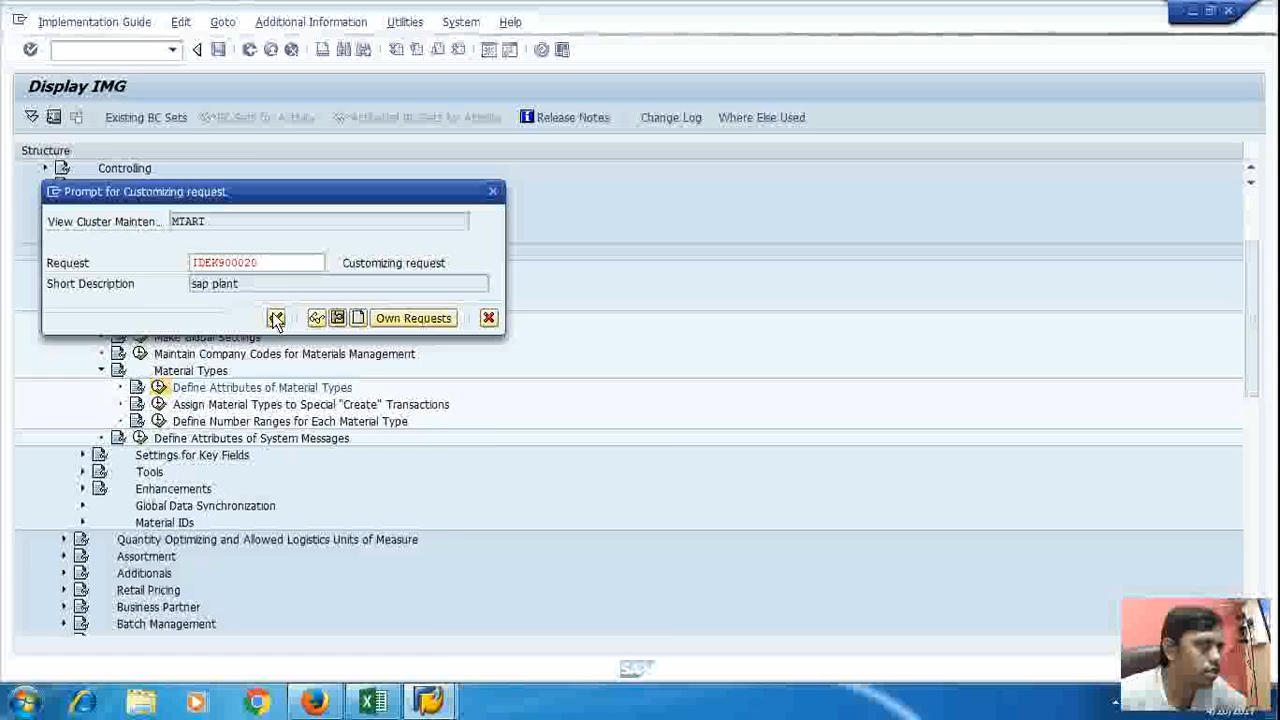 Implementation Guide Edit Goto Additional Information Utilities System Help
Display IMG
Existing BC Sets Release Notes Change Log Where Else Used
Structure
Controlling
Prompt for Customizing request
View Cluster Mainten... MTART
Request IDEK900020 Customizing request
Short Description sap plant
Own Requests
Make Global Settings
Maintain Company Codes for Materials Management
Material Types
Define Attributes of Material Types
Assign Material Types to Special "Create" Transactions
Define Number Ranges for Each Material Type
Define Attributes of System Messages
Settings for Key Fields
Tools
Enhancements
Global Data Synchronization
Material IDs
Quantity Optimizing and Allowed Logistics Units of Measure
Assortment
Additionals
Retail Pricing
Business Partner
Batch Management
SAP